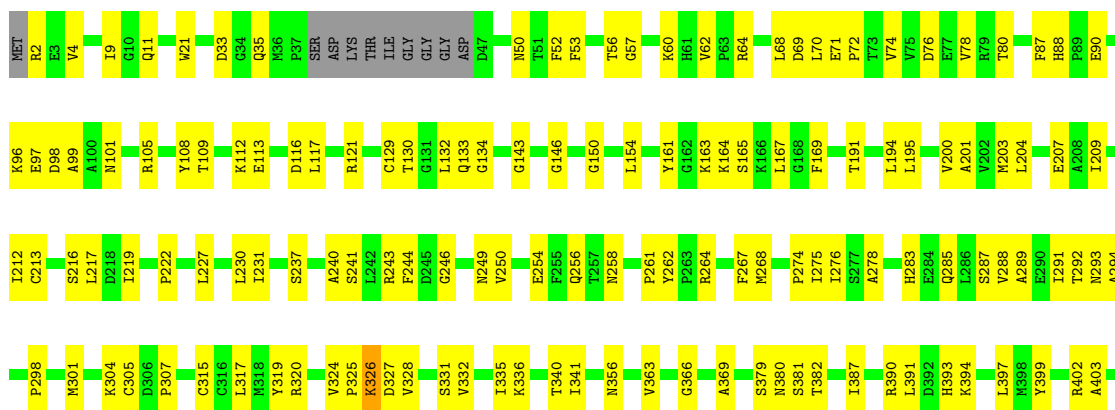 MET R2 E3 V4 I9 G10 Q11 W21 D33 G34 Q35 M36 P37 SER ASP LYS THR ILE GLY GLY GLY ASP D47 N50 T51 F52 F53 T56 G57 K60 H61 V62 P63 R64 L68 D69 L70 E71 P72 T73 V74 V75 D76 E77 V78 R79 T80 F87 H88 P89 E90
K96 E97 D98 A99 A100 N101 R105 Y108 T109 K112 E113 D116 L117 R121 C129 T130 G131 L132 Q133 G134 G143 G146 G150 L154 Y161 G162 K163 K164 S165 K166 L167 G168 F169 T191 L194 L195 V200 A201 V202 M203 L204 E207 A208 I209
I212 C213 S216 L217 D218 I219 P222 L227 L230 I231 S237 A240 S241 L242 R243 F244 D245 G246 N249 V250 E254 F255 Q256 T257 N258 P261 Y262 P263 R264 F267 M268 P274 I275 I276 S277 A278 H283 E284 Q285 L286 S287 V288 A289 E290 I291 T292 N293 A294
P298 M301 K304 C305 D306 P307 C315 C316 L317 M318 Y319 R320 V324 P325 K326 D327 V328 S331 V332 I335 K336 T340 I341 N356 V363 G366 A369 S379 N380 S381 T382 I387 R390 L391 D392 H393 K394 L397 M398 Y399 R402 A403